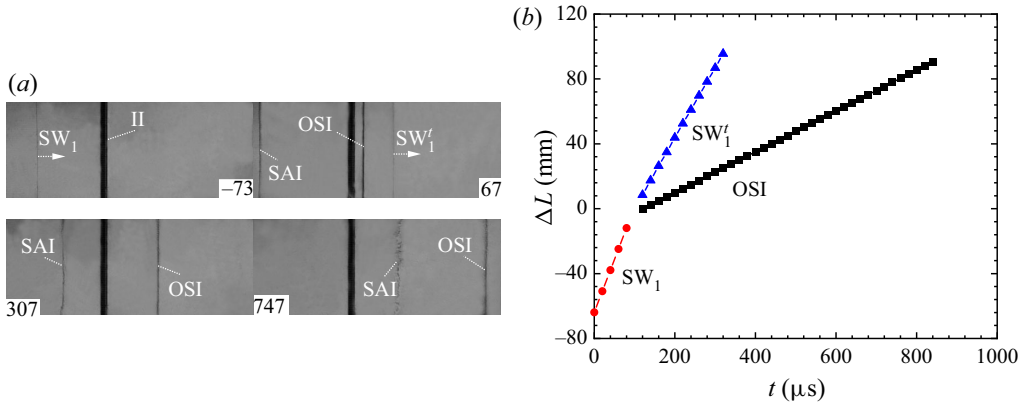 (a)
SW₁
II
–73
OSI
SAI
SW₁ᵗ
67
SAI
OSI
307
SAI
OSI
747
(b)
120
80
40
0
–40
–80
ΔL (mm)
SW₁ᵗ
OSI
SW₁
0
200
400
600
800
1000
t (μs)